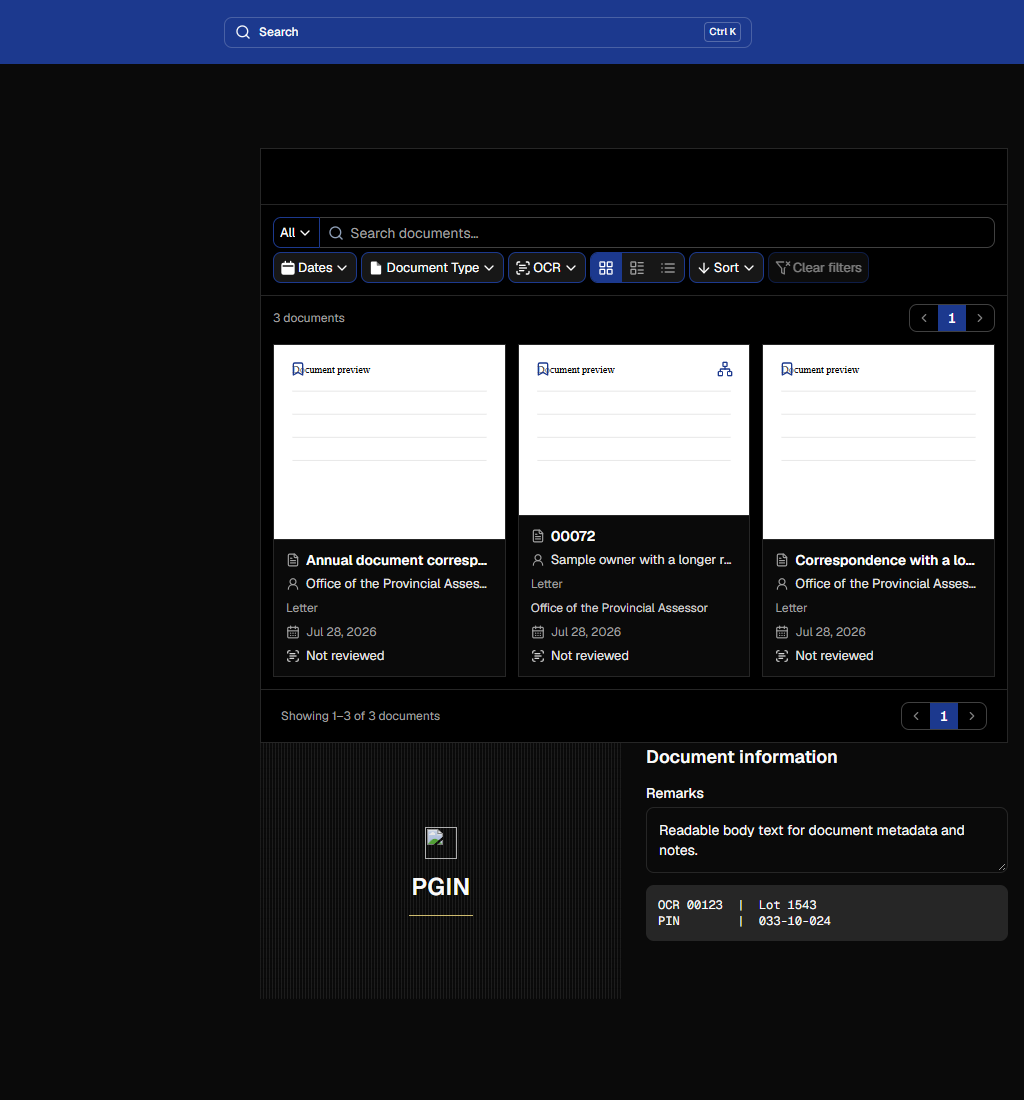 Search
Ctrl K
All
Search documents...
Dates
Document Type
OCR
Sort
Clear filters
3 documents
1
Document preview
Document preview
Document preview
Annual document corresp...
Office of the Provincial Asses...
Letter
Jul 28, 2026
Not reviewed
00072
Sample owner with a longer r...
Letter
Office of the Provincial Assessor
Jul 28, 2026
Not reviewed
Correspondence with a lo...
Office of the Provincial Asses...
Letter
Jul 28, 2026
Not reviewed
Showing 1–3 of 3 documents
1
PGIN
Document information
Remarks
Readable body text for document metadata and
notes.
OCR 00123 | Lot 1543
PIN | 033-10-024